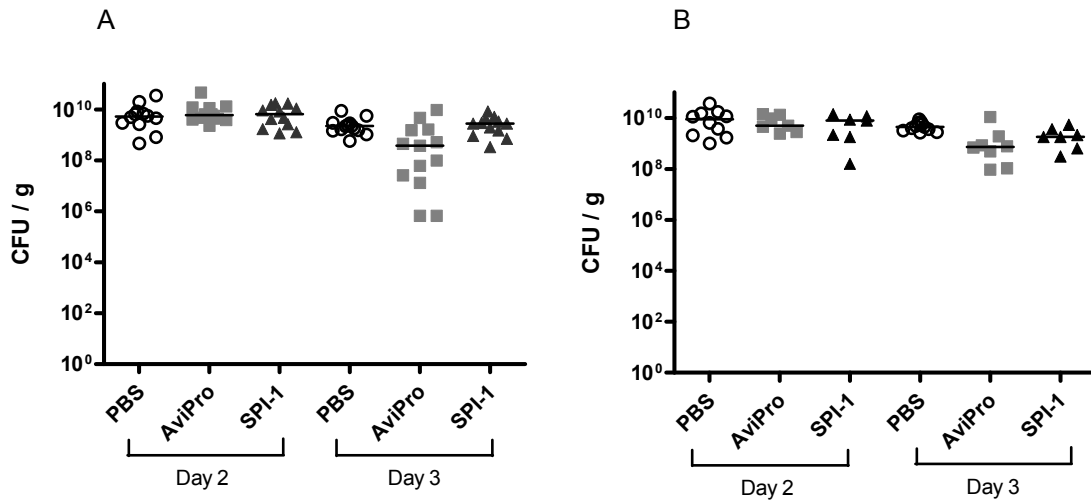 A
CFU / g
10^10
10^8
10^6
10^4
10^2
10^0
PBS
AviPro
SPI-1
PBS
AviPro
SPI-1
Day 2
Day 3
B
CFU / g
10^10
10^8
10^6
10^4
10^2
10^0
PBS
AviPro
SPI-1
PBS
AviPro
SPI-1
Day 2
Day 3